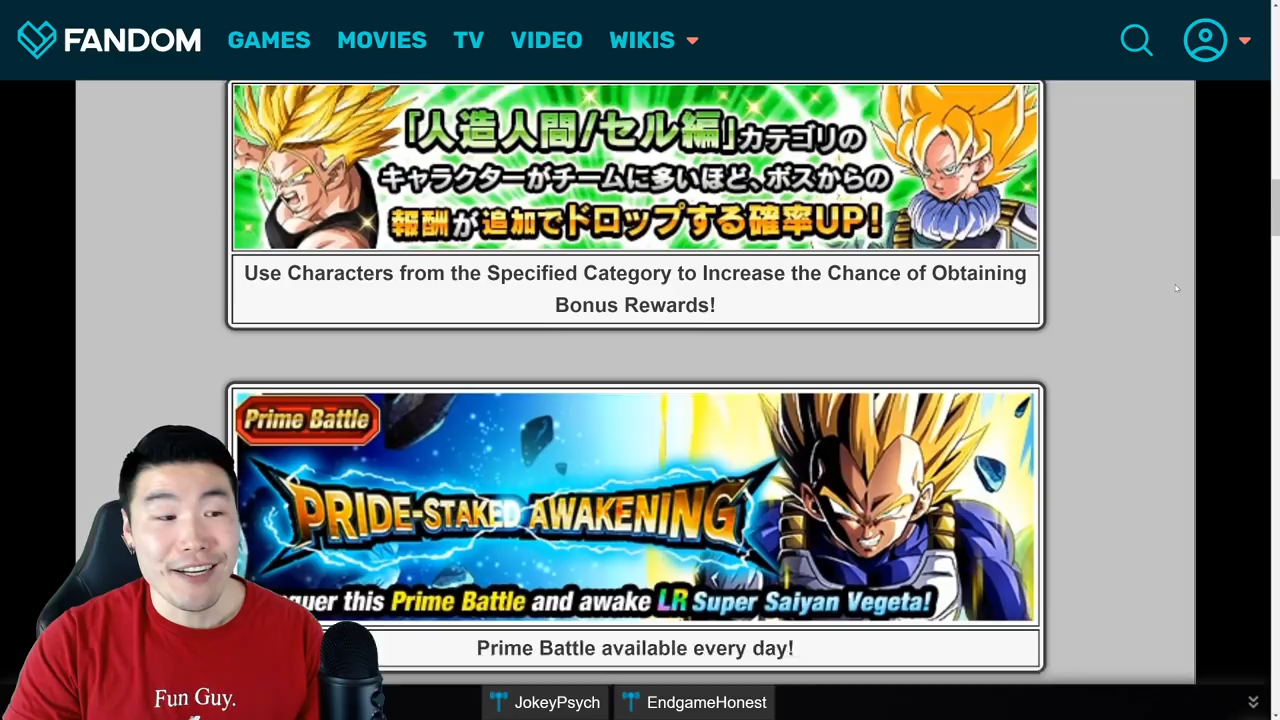 FANDOM GAMES MOVIES TV VIDEO WIKIS
「人造人間/セル編」カテゴリの
キャラクターがチームに多いほど、ボスからの
報酬が追加でドロップする確率UP!
Use Characters from the Specified Category to Increase the Chance of Obtaining
Bonus Rewards!
Prime Battle
PRIDE-STAKED AWAKENING
quer this Prime Battle and awake LR Super Saiyan Vegeta!
Prime Battle available every day!
Fun Guy.
JokeyPsych EndgameHonest